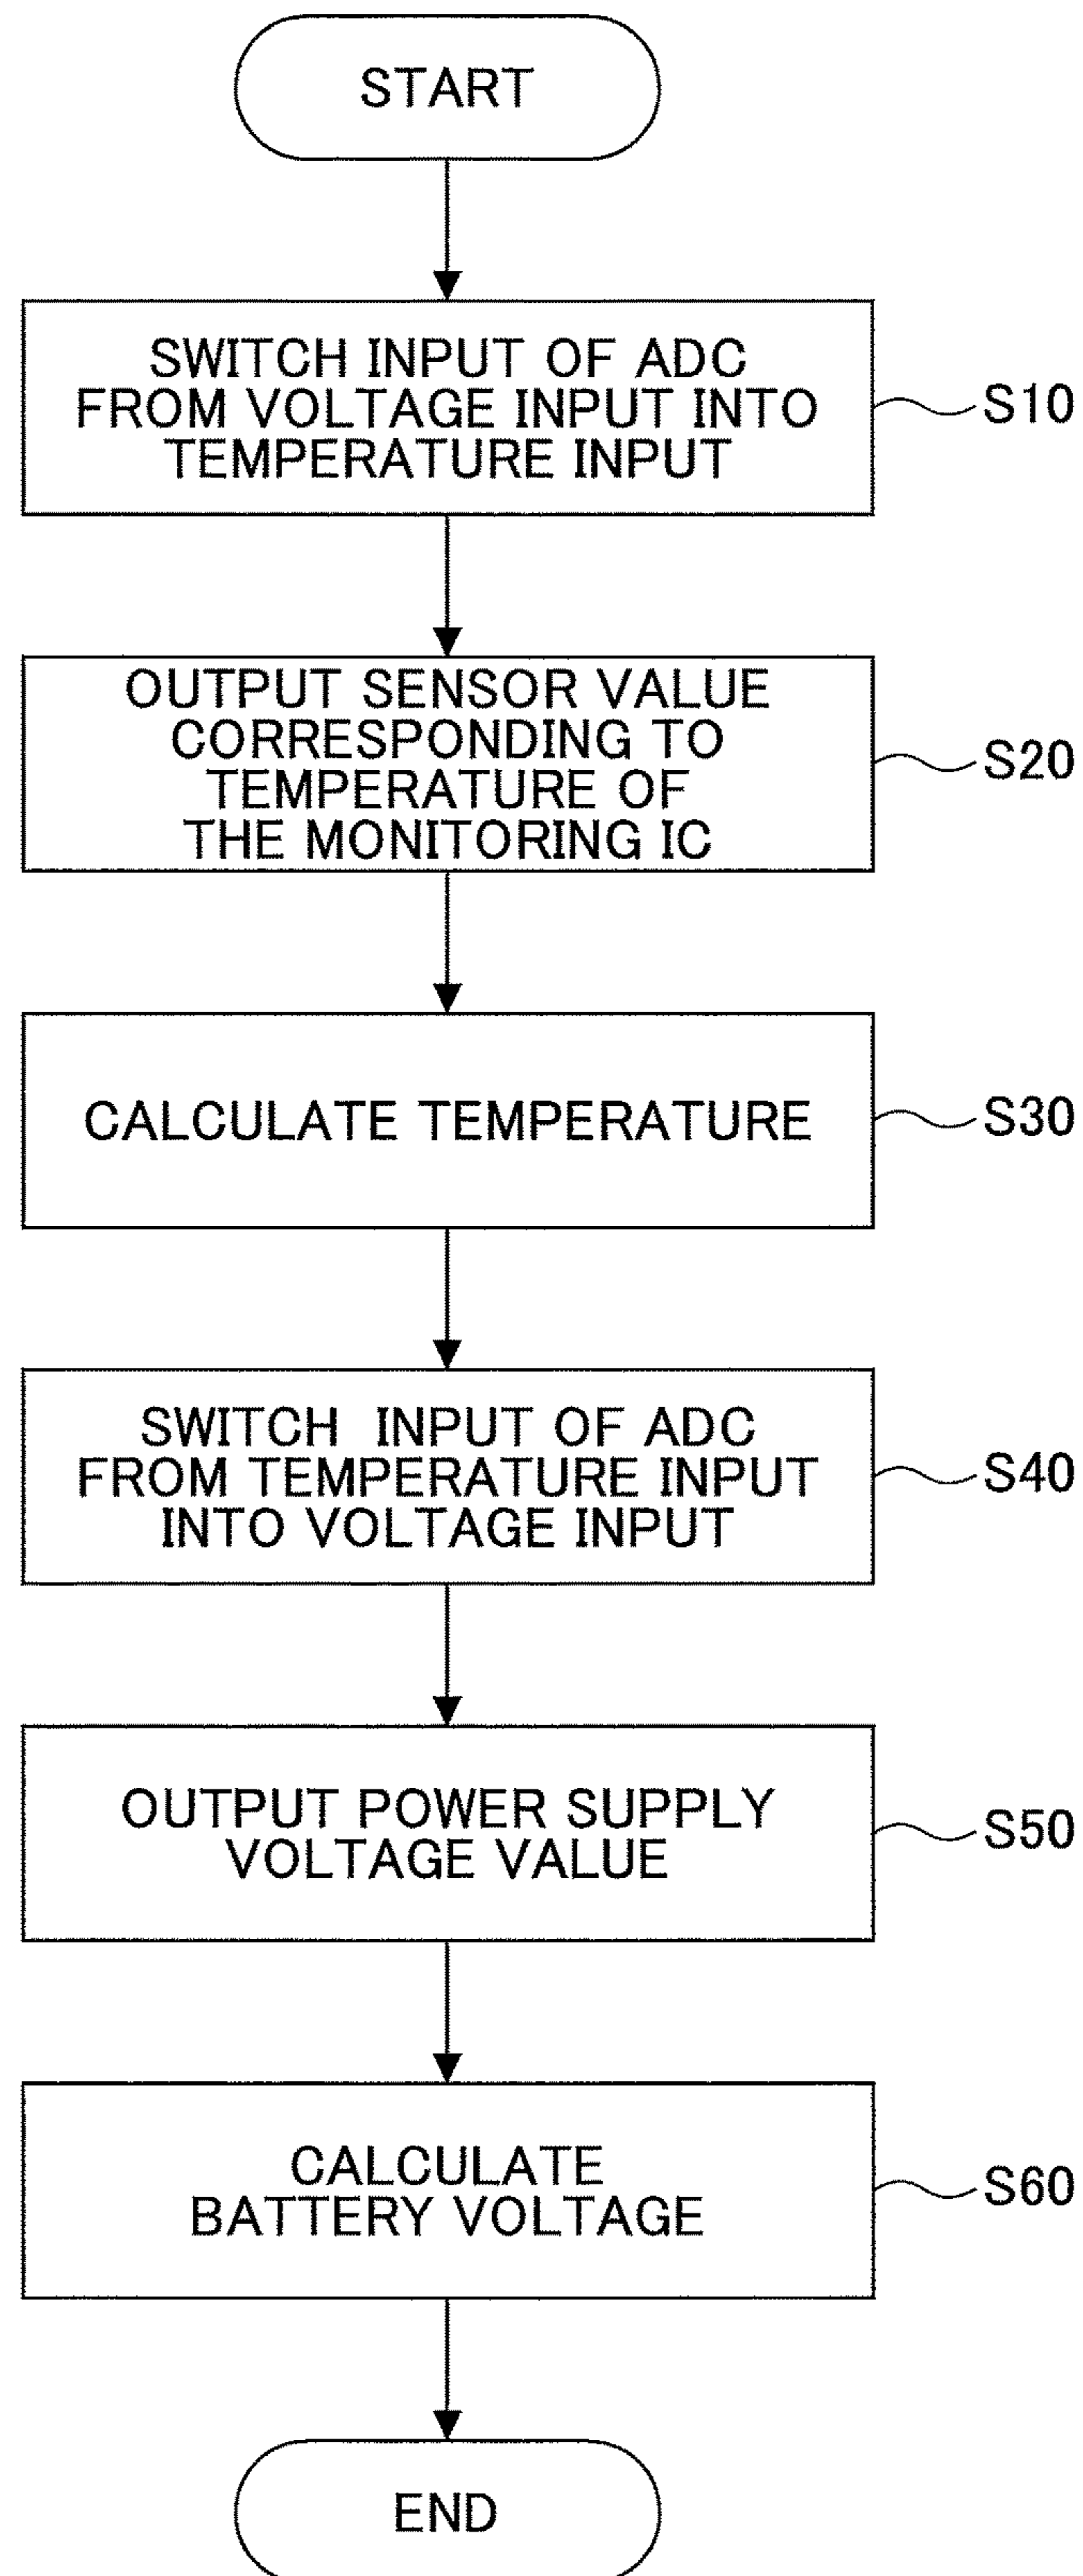 START
SWITCH INPUT OF ADC
FROM VOLTAGE INPUT INTO
TEMPERATURE INPUT
S10
OUTPUT SENSOR VALUE
CORRESPONDING TO
TEMPERATURE OF
THE MONITORING IC
S20
CALCULATE TEMPERATURE
S30
SWITCH INPUT OF ADC
FROM TEMPERATURE INPUT
INTO VOLTAGE INPUT
S40
OUTPUT POWER SUPPLY
VOLTAGE VALUE
S50
CALCULATE
BATTERY VOLTAGE
S60
END